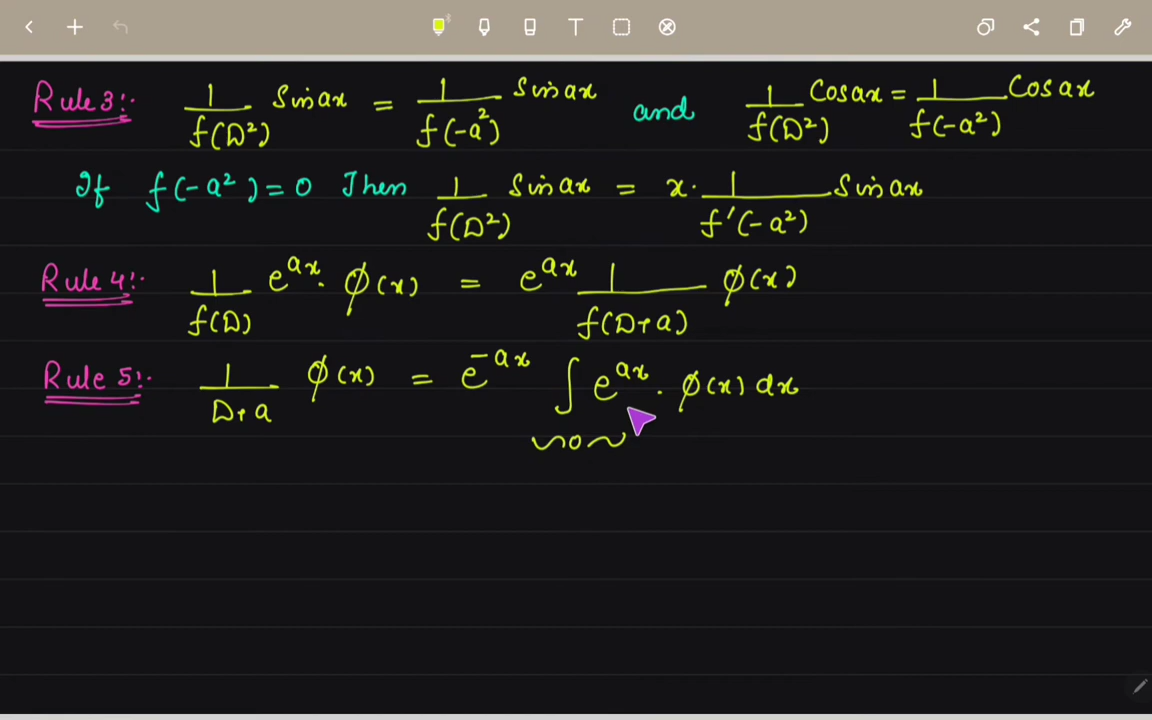 Rule 3:- 1/f(D²) Sin ax = 1/f(-a²) Sin ax and 1/f(D²) Cos ax = 1/f(-a²) Cos ax
If f(-a²) = 0 Then 1/f(D²) Sin ax = x · 1/f'(-a²) Sin ax
Rule 4:- 1/f(D) e^{ax} · φ(x) = e^{ax} 1/f(D+a) φ(x)
Rule 5:- 1/D+a φ(x) = e^{-ax} ∫ e^{ax} · φ(x) dx